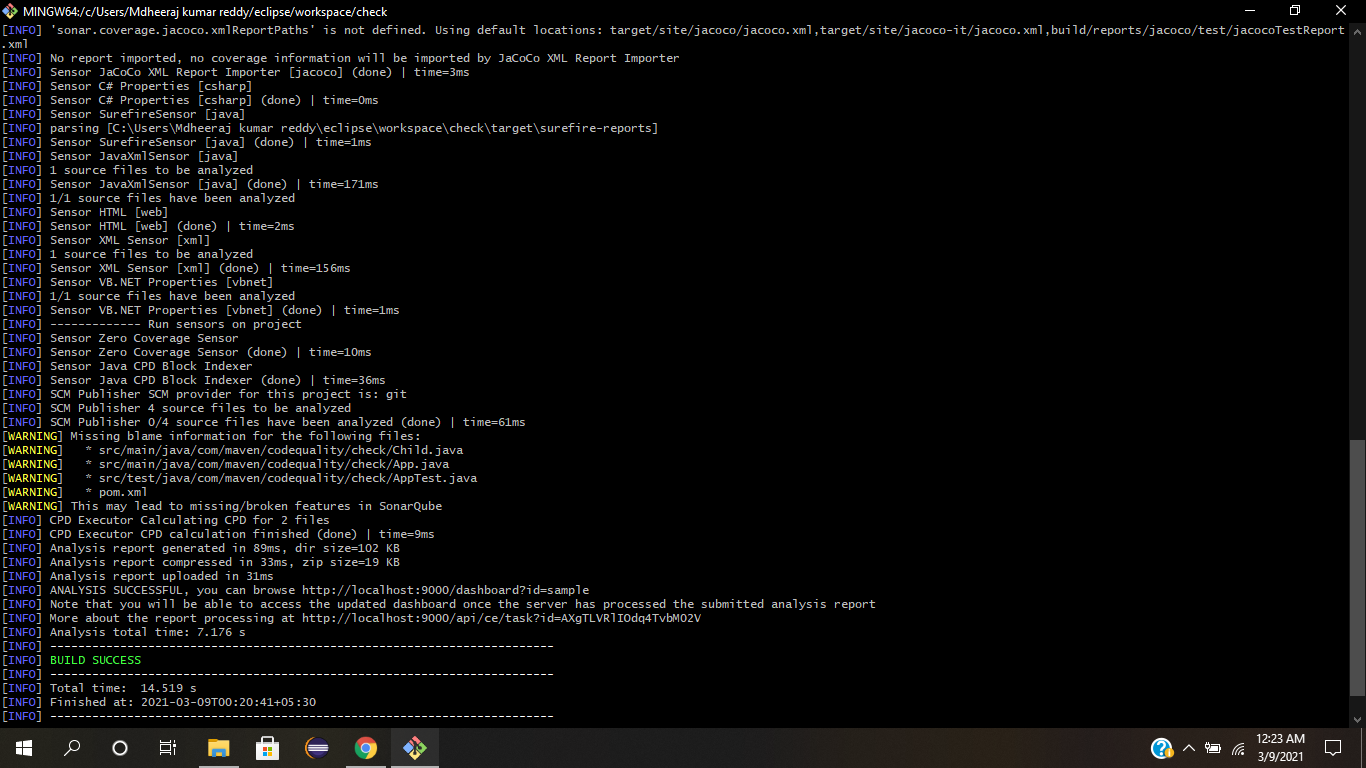 MINGW64:/c/Users/Mdheeraj kumar reddy/eclipse/workspace/check
[INFO] 'sonar.coverage.jacoco.xmlReportPaths' is not defined. Using default locations: target/site/jacoco/jacoco.xml,target/site/jacoco-it/jacoco.xml,build/reports/jacoco/test/jacocoTestReport
.xml
[INFO] No report imported, no coverage information will be imported by JaCoCo XML Report Importer
[INFO] Sensor JaCoCo XML Report Importer [jacoco] (done) | time=3ms
[INFO] Sensor C# Properties [csharp]
[INFO] Sensor C# Properties [csharp] (done) | time=0ms
[INFO] Sensor SurefireSensor [java]
[INFO] parsing [C:\Users\Mdheeraj kumar reddy\eclipse\workspace\check\target\surefire-reports]
[INFO] Sensor SurefireSensor [java] (done) | time=1ms
[INFO] Sensor JavaXmlSensor [java]
[INFO] 1 source files to be analyzed
[INFO] Sensor JavaXmlSensor [java] (done) | time=171ms
[INFO] 1/1 source files have been analyzed
[INFO] Sensor HTML [web]
[INFO] Sensor HTML [web] (done) | time=2ms
[INFO] Sensor XML Sensor [xml]
[INFO] 1 source files to be analyzed
[INFO] Sensor XML Sensor [xml] (done) | time=156ms
[INFO] Sensor VB.NET Properties [vbnet]
[INFO] 1/1 source files have been analyzed
[INFO] Sensor VB.NET Properties [vbnet] (done) | time=1ms
[INFO] ------------- Run sensors on project
[INFO] Sensor Zero Coverage Sensor
[INFO] Sensor Zero Coverage Sensor (done) | time=10ms
[INFO] Sensor Java CPD Block Indexer
[INFO] Sensor Java CPD Block Indexer (done) | time=36ms
[INFO] SCM Publisher SCM provider for this project is: git
[INFO] SCM Publisher 4 source files to be analyzed
[INFO] SCM Publisher 0/4 source files have been analyzed (done) | time=61ms
[WARNING] Missing blame information for the following files:
[WARNING]   * src/main/java/com/maven/codequality/check/Child.java
[WARNING]   * src/main/java/com/maven/codequality/check/App.java
[WARNING]   * src/test/java/com/maven/codequality/check/AppTest.java
[WARNING]   * pom.xml
[WARNING] This may lead to missing/broken features in SonarQube
[INFO] CPD Executor Calculating CPD for 2 files
[INFO] CPD Executor CPD calculation finished (done) | time=9ms
[INFO] Analysis report generated in 89ms, dir size=102 KB
[INFO] Analysis report compressed in 33ms, zip size=19 KB
[INFO] Analysis report uploaded in 31ms
[INFO] ANALYSIS SUCCESSFUL, you can browse http://localhost:9000/dashboard?id=sample
[INFO] Note that you will be able to access the updated dashboard once the server has processed the submitted analysis report
[INFO] More about the report processing at http://localhost:9000/api/ce/task?id=AXgTLVRlIOdq4TvbMO2V
[INFO] Analysis total time: 7.176 s
[INFO] ------------------------------------------------------------------------
[INFO] BUILD SUCCESS
[INFO] ------------------------------------------------------------------------
[INFO] Total time:  14.519 s
[INFO] Finished at: 2021-03-09T00:20:41+05:30
[INFO] ------------------------------------------------------------------------
12:23 AM
3/9/2021